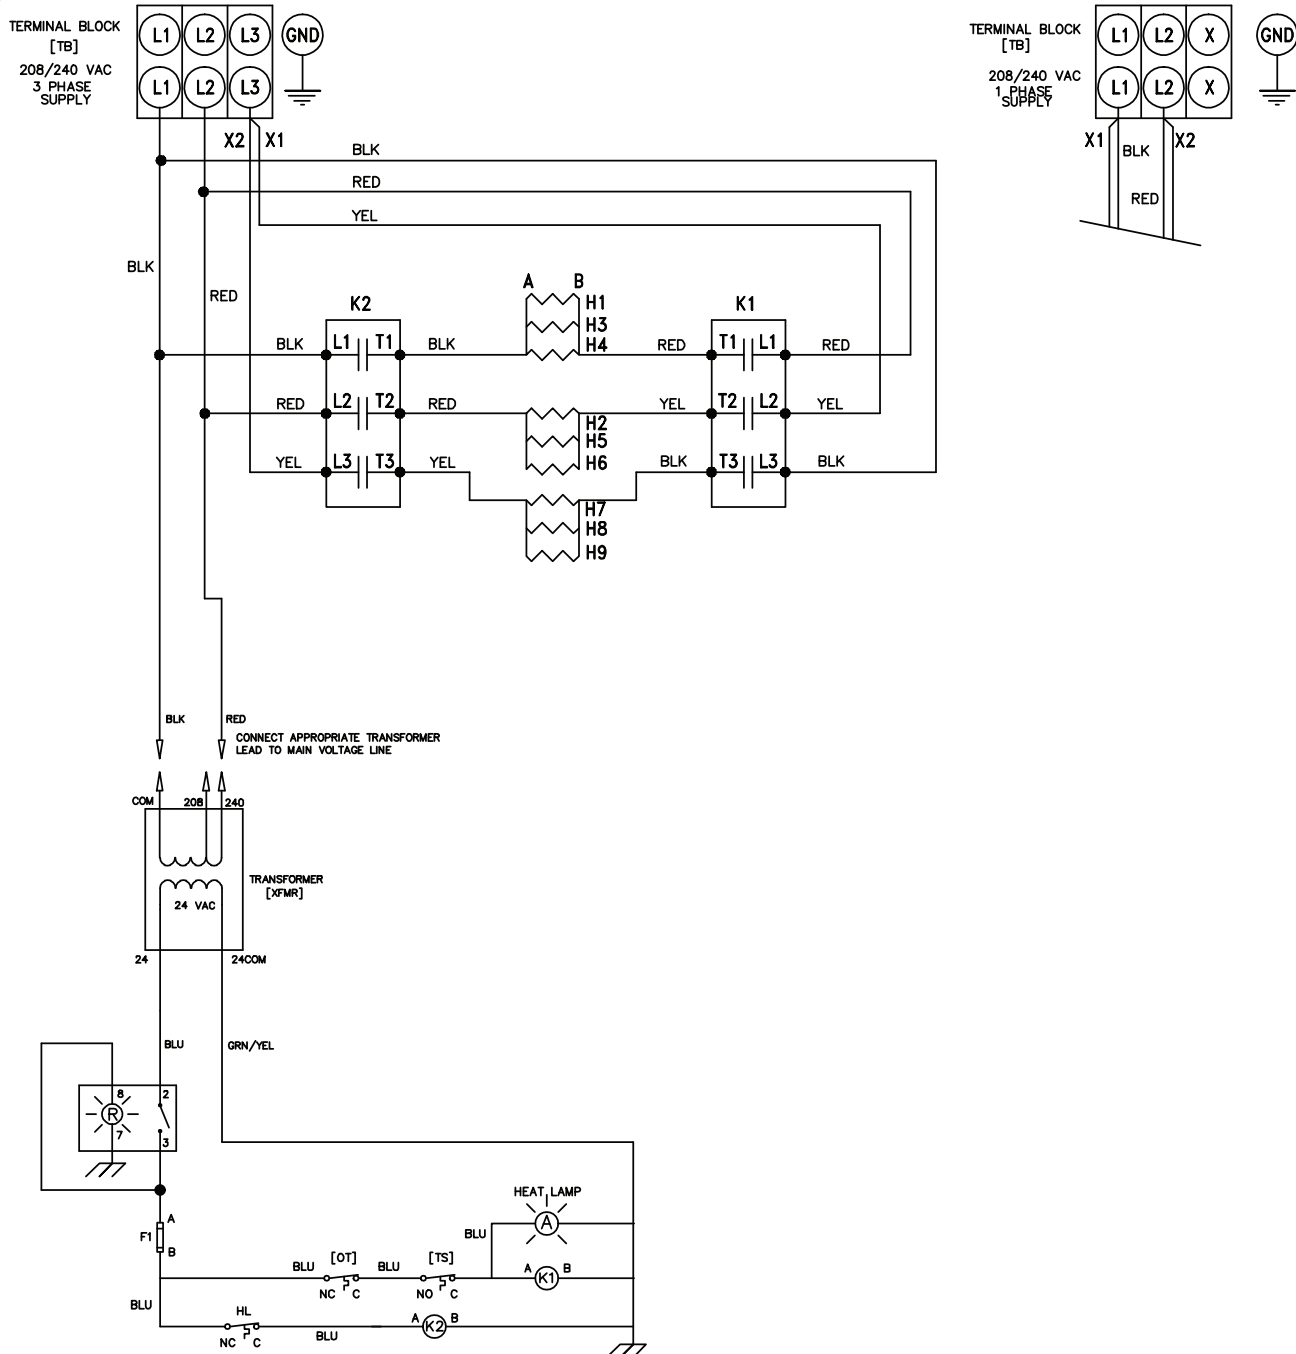 TERMINAL BLOCK
[TB]
208/240 VAC
3 PHASE
SUPPLY
L1 L2 L3 GND
L1 L2 L3
X2 X1
TERMINAL BLOCK
[TB]
208/240 VAC
1 PHASE
SUPPLY
L1 L2 X GND
L1 L2 X
X1 BLK X2
RED
BLK
RED
YEL
BLK
RED
K2
A B
K1
H1
H3
H4
BLK L1 T1 BLK RED T1 L1 RED
RED L2 T2 RED YEL T2 L2 YEL
H2
H5
H6
YEL L3 T3 YEL BLK T3 L3 BLK
H7
H8
H9
BLK RED
CONNECT APPROPRIATE TRANSFORMER
LEAD TO MAIN VOLTAGE LINE
COM 208 240
TRANSFORMER
[XFMR]
24 VAC
24 24COM
BLU GRN/YEL
8 2
R
7 3
A
F1
B
HEAT LAMP
A
BLU
BLU [OT] BLU [TS] A K1 B
NC C NO C
BLU
HL A K2 B
NC C BLU